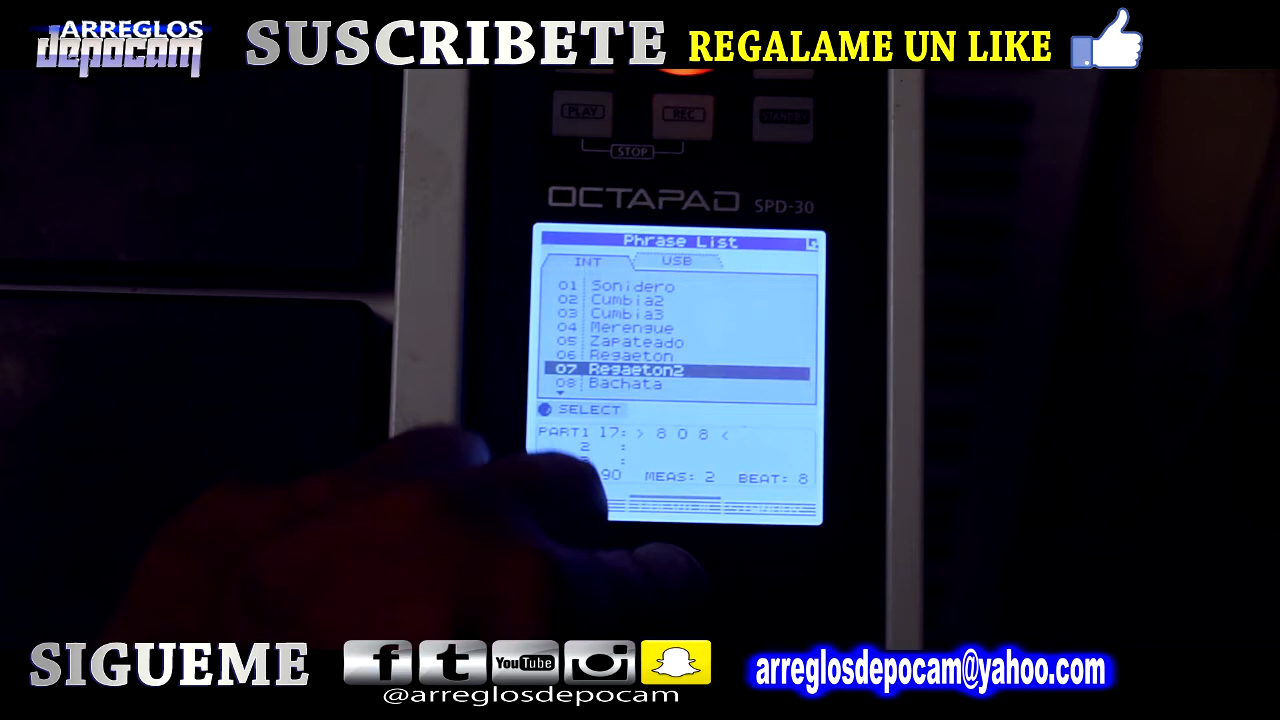 ARREGLOS
depocam
SUSCRIBETE
REGALAME UN LIKE
PLAY
REC
STANDBY
STOP
OCTAPAD SPD-30
Phrase List
INT
USB
01 Sonidero
02 Cumbia2
03 Cumbia3
04 Merengue
05 Zapateado
06 Regaeton
07 Regaeton2
08 Bachata
SELECT
PART1 17: > 8 0 8 <
2 :
:
90 MEAS: 2 BEAT: 8
SIGUEME
f t YouTube
@arreglosdepocam
arreglosdepocam@yahoo.com